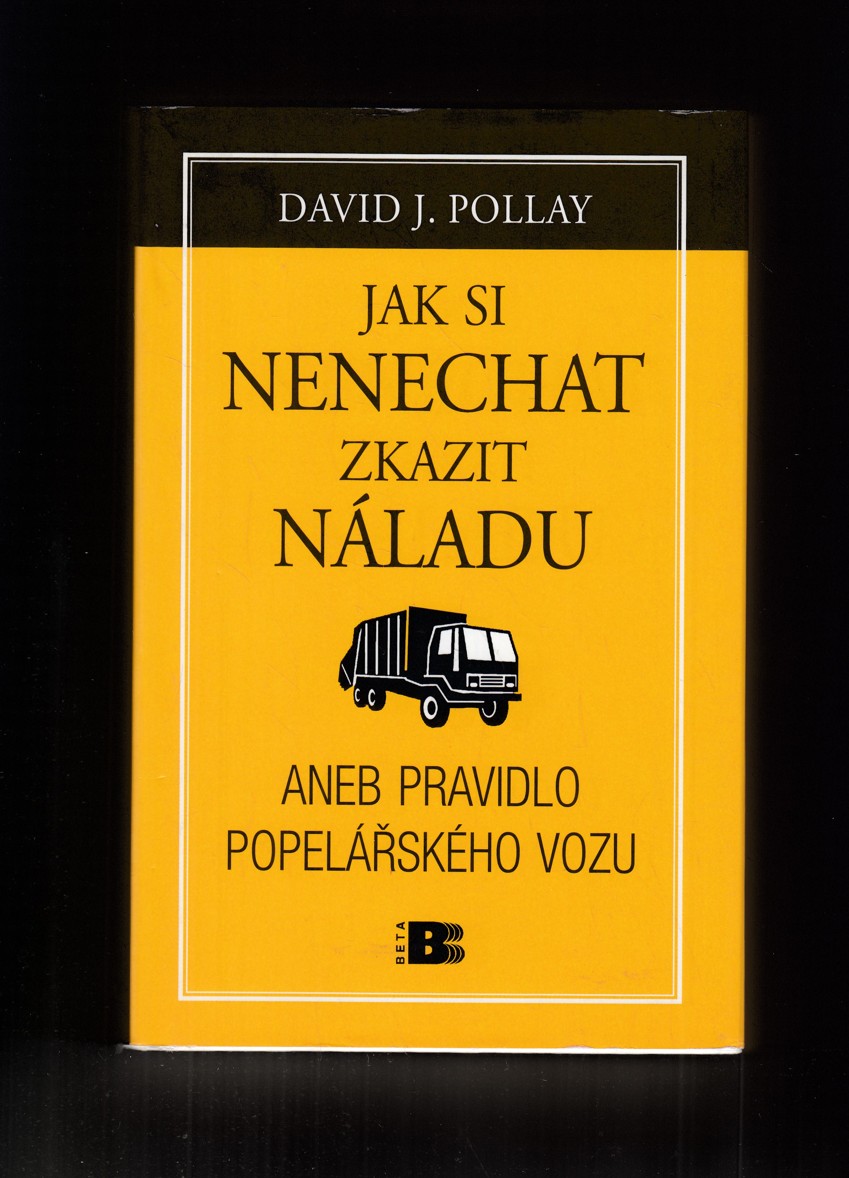 DAVID J. POLLAY
JAK SI
NENECHAT
ZKAZIT
NÁLADU
ANEB PRAVIDLO
POPELÁŘSKÉHO VOZU
BETA B